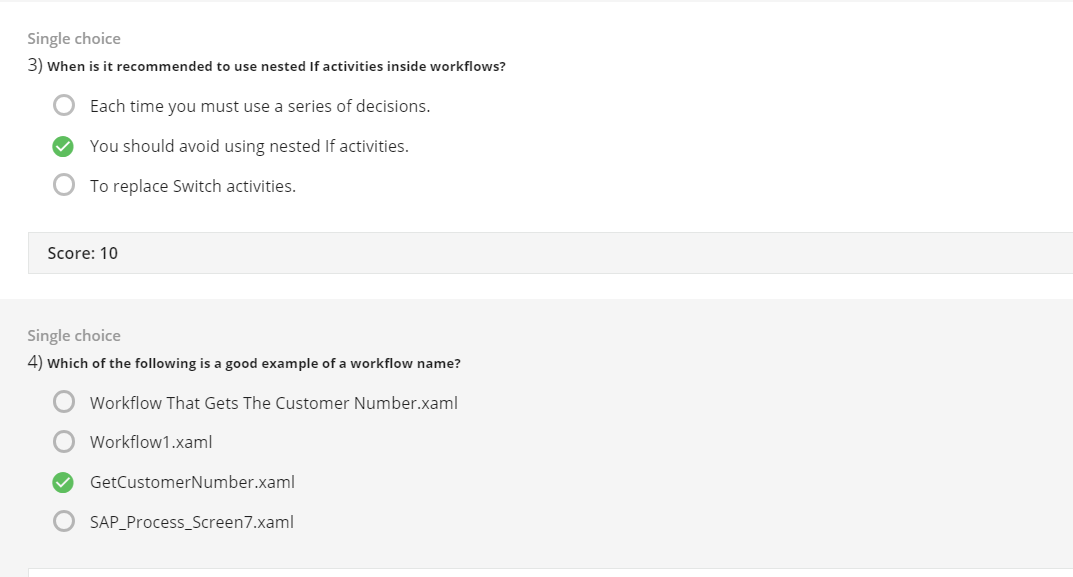 Single choice
3) When is it recommended to use nested If activities inside workflows?
Each time you must use a series of decisions.
You should avoid using nested If activities.
To replace Switch activities.
Score: 10
Single choice
4) Which of the following is a good example of a workflow name?
Workflow That Gets The Customer Number.xaml
Workflow1.xaml
GetCustomerNumber.xaml
SAP_Process_Screen7.xaml